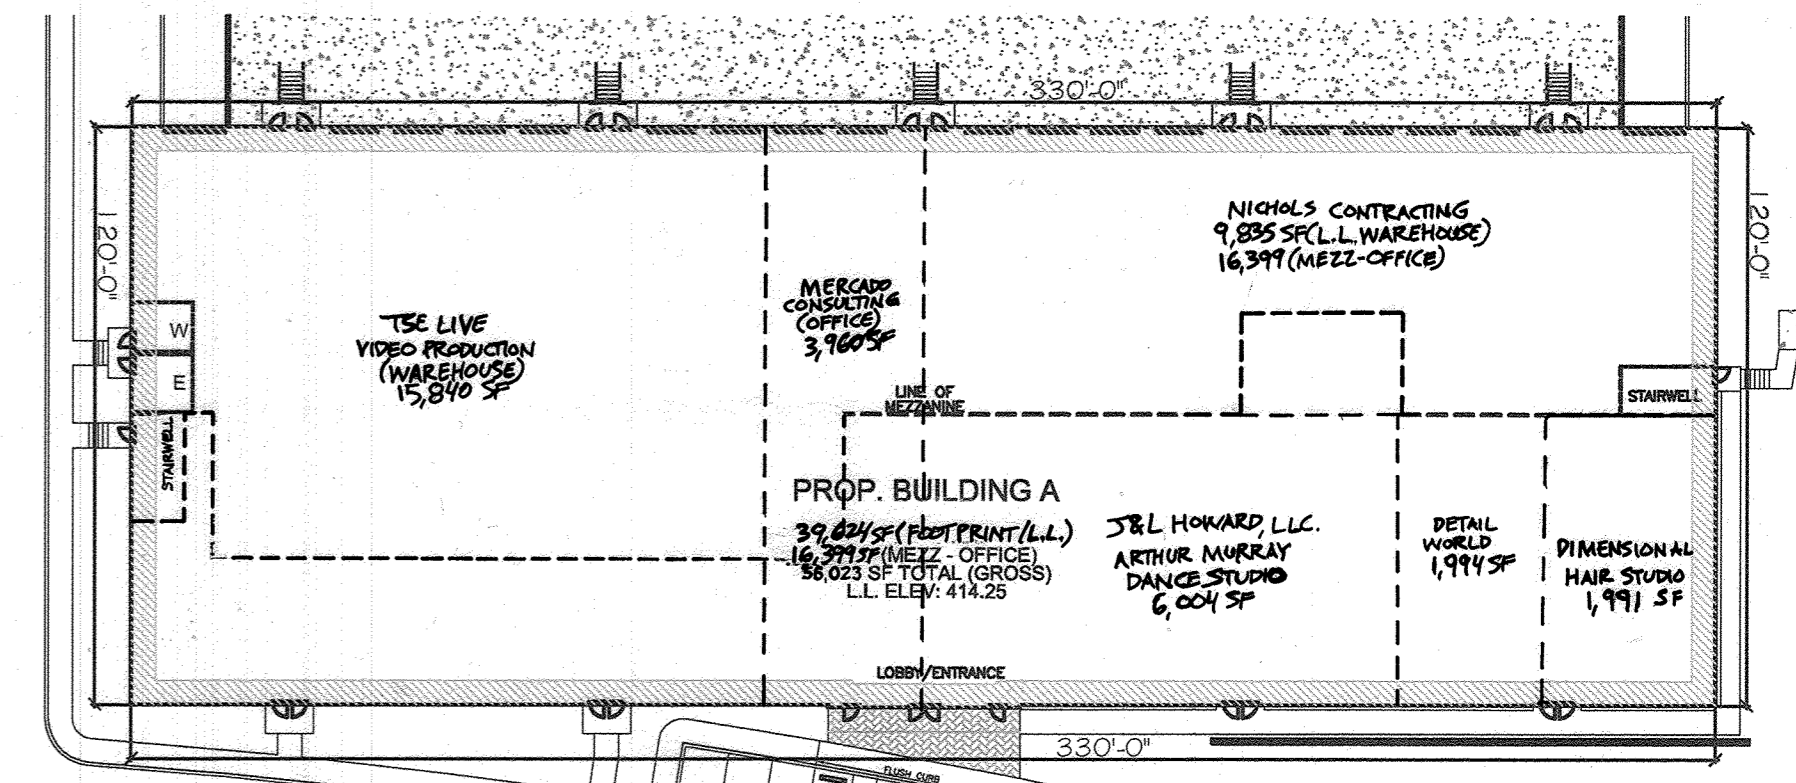 330'-0"
120'-0"
120'-0"
NICHOLS CONTRACTING
9,835 SF(L.L. WAREHOUSE)
16,399 (MEZZ-OFFICE)
MERCADO
CONSULTING
(OFFICE)
3,960 SF
TSE LIVE
VIDEO PRODUCTION
(WAREHOUSE)
15,840 SF
W
E
STAIRWELL
LINE OF
MEZZANINE
STAIRWELL
PROP. BUILDING A
39,624 SF (FOOTPRINT/L.L.)
16,399 SF (MEZZ - OFFICE)
56,023 SF TOTAL (GROSS)
L.L. ELEV: 414.25
J&L HOWARD, LLC.
ARTHUR MURRAY
DANCE STUDIO
6,004 SF
DETAIL
WORLD
1,994 SF
DIMENSIONAL
HAIR STUDIO
1,991 SF
LOBBY/ENTRANCE
330'-0"
FLUSH CURB